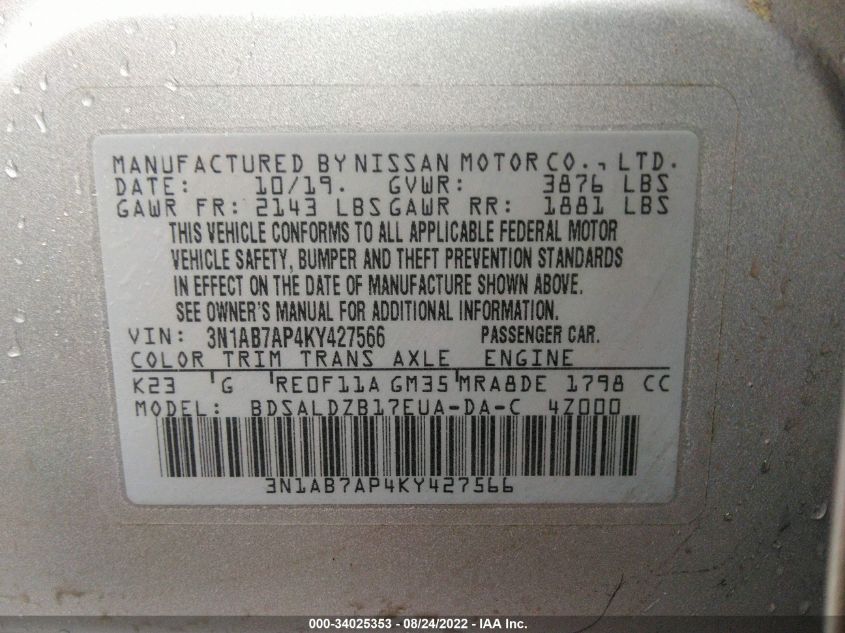 MANUFACTURED BY NISSAN MOTOR CO., LTD.
DATE: 10/19. GVWR: 3876 LBS
GAWR FR: 2143 LBS GAWR RR: 1881 LBS
THIS VEHICLE CONFORMS TO ALL APPLICABLE FEDERAL MOTOR
VEHICLE SAFETY, BUMPER AND THEFT PREVENTION STANDARDS
IN EFFECT ON THE DATE OF MANUFACTURE SHOWN ABOVE.
SEE OWNER'S MANUAL FOR ADDITIONAL INFORMATION.
VIN: 3N1AB7AP4KY427566 PASSENGER CAR.
COLOR TRIM TRANS AXLE ENGINE
K23 G RE0F11A GM35 MRA8DE 1798 CC
MODEL: BDSALDZB17EUA-DA-C 4Z000
3N1AB7AP4KY427566
000-34025353 - 08/24/2022 - IAA Inc.